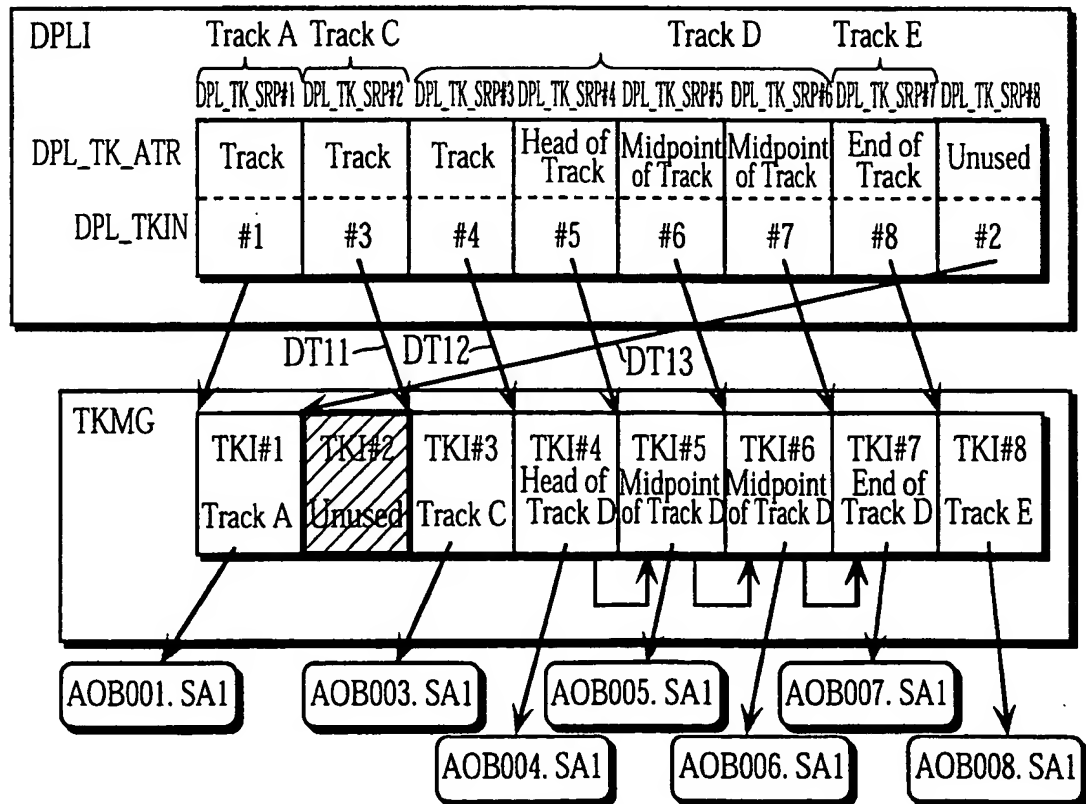 DPLI
Track A Track C Track D Track E
DPL_TK_SRP#1 DPL_TK_SRP#2 DPL_TK_SRP#3 DPL_TK_SRP#4 DPL_TK_SRP#5 DPL_TK_SRP#6 DPL_TK_SRP#7 DPL_TK_SRP#8
DPL_TK_ATR
Track
Track
Track
Head of
Track
Midpoint
of Track
Midpoint
of Track
End of
Track
Unused
DPL_TKIN
#1 #3 #4 #5 #6 #7 #8 #2
DT11 DT12 DT13
TKMG
TKI#1
Track A
TKI#2
Unused
TKI#3
Track C
TKI#4
Head of
Track D
TKI#5
Midpoint
of Track D
TKI#6
Midpoint
of Track D
TKI#7
End of
Track D
TKI#8
Track E
AOB001. SA1 AOB003. SA1 AOB005. SA1 AOB007. SA1
AOB004. SA1 AOB006. SA1 AOB008. SA1